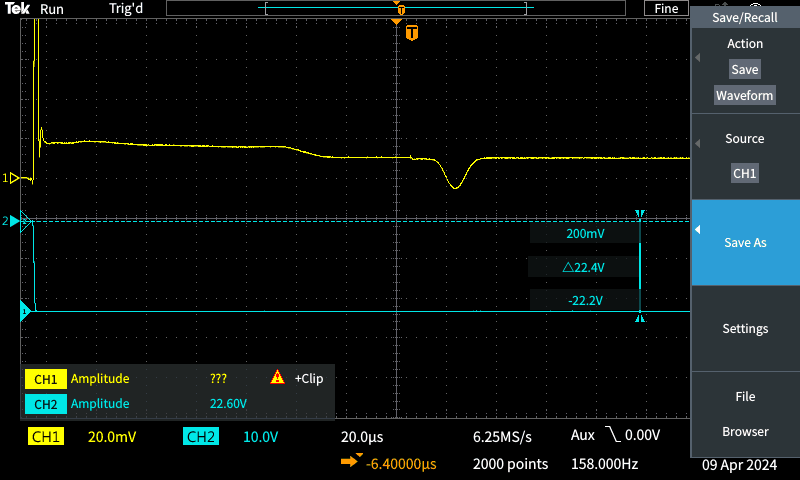 Tek Run Trig'd Fine
T
T
Save/Recall
Action
Save
Waveform
Source
CH1
1
2
2
200mV
△22.4V
Save As
-22.2V
1
Settings
CH1 Amplitude ??? +Clip
CH2 Amplitude 22.60V
File
Browser
CH1 20.0mV CH2 10.0V 20.0µs 6.25MS/s Aux 0.00V
-6.40000µs 2000 points 158.000Hz 09 Apr 2024